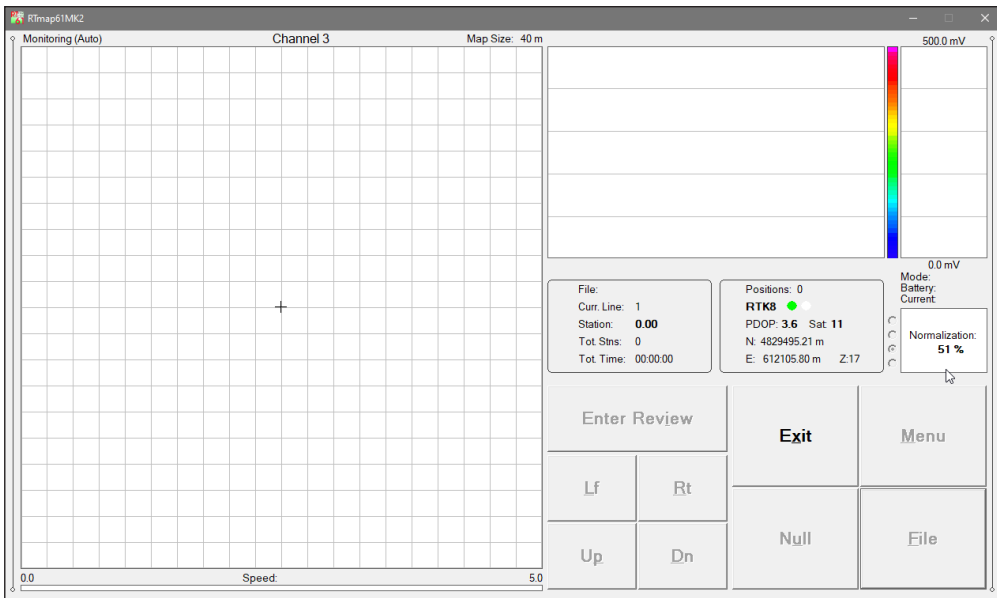 RTmap61MK2
Monitoring (Auto) Channel 3 Map Size: 40 m
500.0 mV
0.0 mV
Mode:
Battery:
Current:
File:
Curr. Line: 1
Station: 0.00
Tot. Stns: 0
Tot. Time: 00:00:00
Positions: 0
RTK8
PDOP: 3.6 Sat: 11
N: 4829495.21 m
E: 612105.80 m Z:17
Normalization:
51 %
Enter Review
Exit
Menu
Lf
Rt
Null
File
Up
Dn
0.0 Speed: 5.0